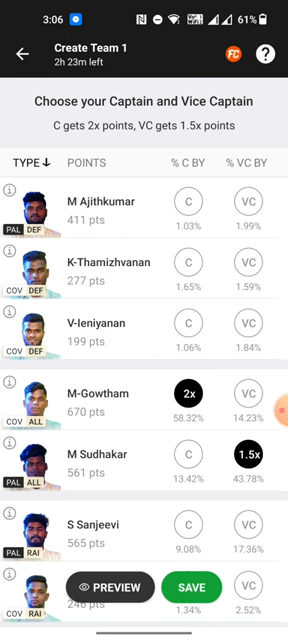 3:06 61%
Create Team 1
2h 23m left
FC ?
Choose your Captain and Vice Captain
C gets 2x points, VC gets 1.5x points
TYPE POINTS % C BY % VC BY
M Ajithkumar C VC
411 pts
PAL DEF 1.03% 1.99%
K-Thamizhvanan C VC
277 pts
COV DEF 1.65% 1.59%
V-Ieniyanan C VC
199 pts
COV DEF 1.06% 1.84%
M-Gowtham 2x VC
670 pts
COV ALL 58.32% 14.23%
M Sudhakar C 1.5x
561 pts
PAL ALL 13.42% 43.78%
S Sanjeevi C VC
565 pts
PAL RAI 9.08% 17.36%
PREVIEW SAVE VC
246 pts
COV RAI 1.34% 2.52%